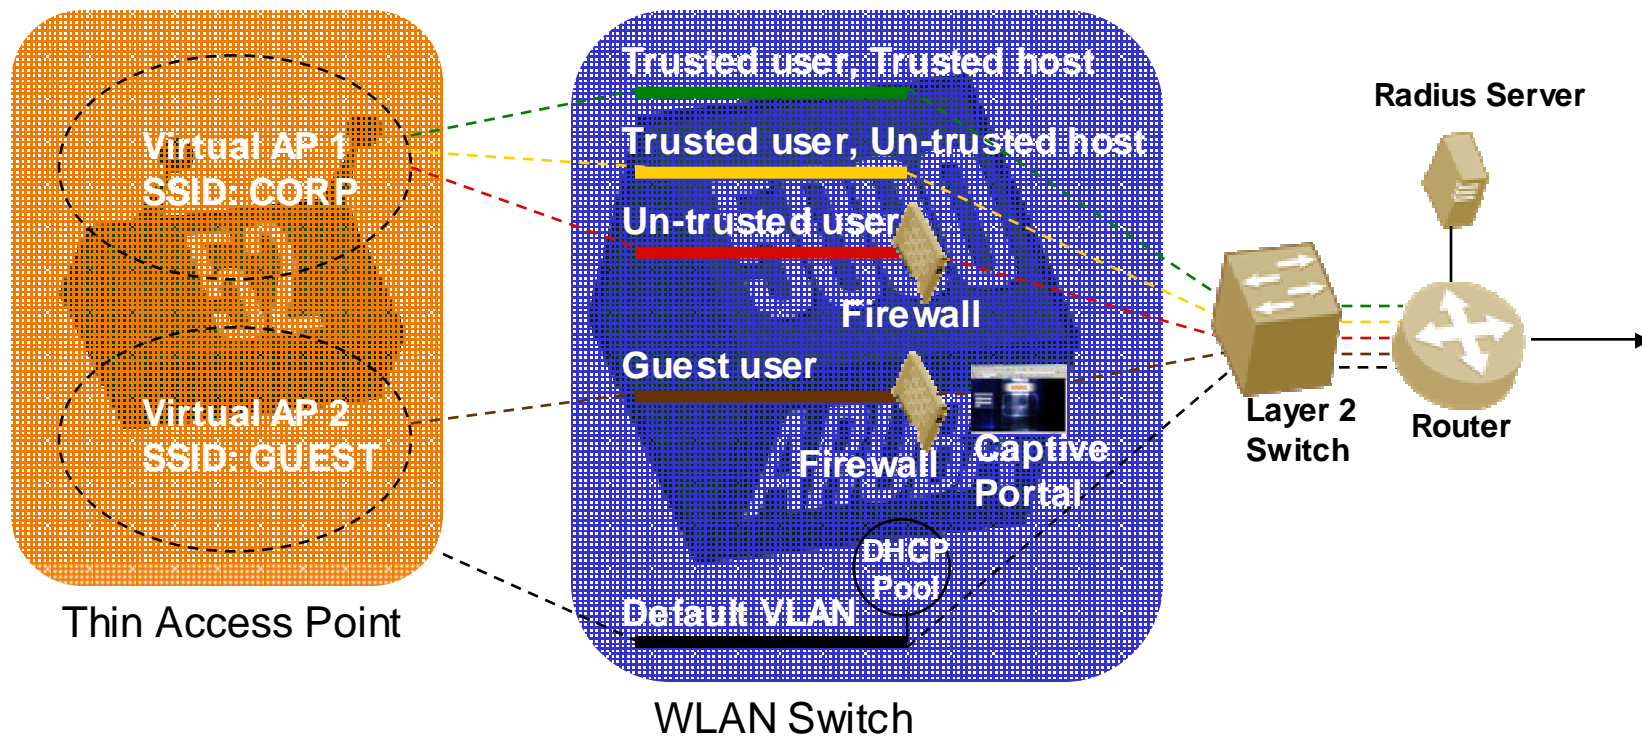 Trusted user, Trusted host
Radius Server
Virtual AP 1
SSID: CORP
Trusted user, Un-trusted host
Un-trusted user
Firewall
Guest user
Virtual AP 2
SSID: GUEST
Firewall
Captive
Portal
Layer 2
Switch
Router
DHCP
Pool
Default VLAN
Thin Access Point
WLAN Switch